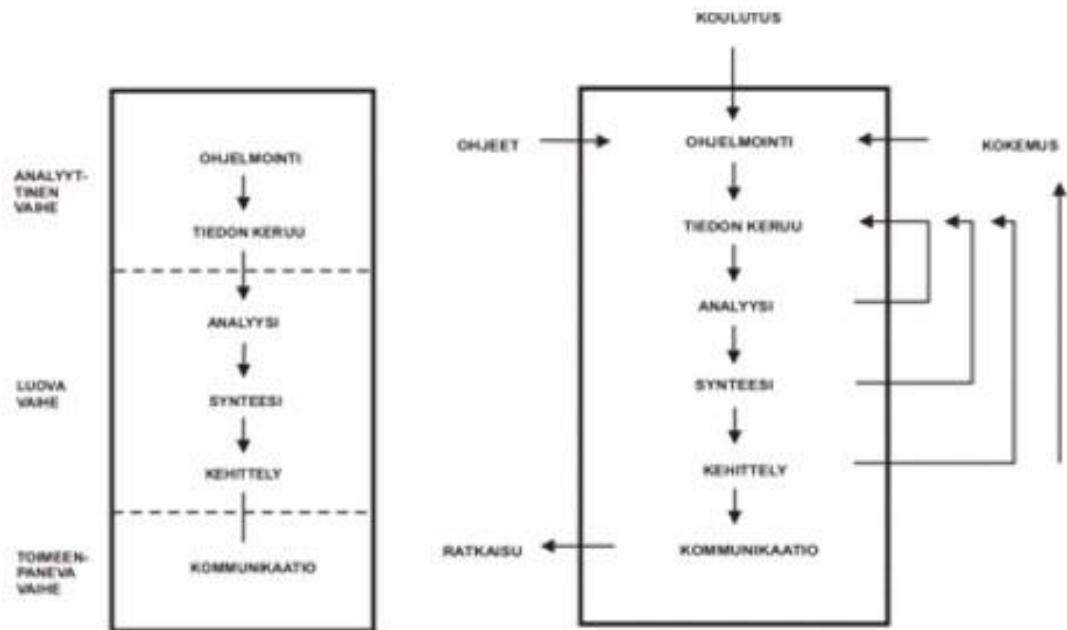 ANALYYT-
TINEN
VAIHE
LUOVA
VAIHE
TOIMEEN-
PANEVA
VAIHE
OHJELMOINTI
TIEDON KERUU
ANALYYSI
SYNTEESI
KEHITTELY
KOMMUNIKAATIO
KOULUTUS
OHJEET
OHJELMOINTI
KOKEMUS
TIEDON KERUU
ANALYYSI
SYNTEESI
KEHITTELY
RATKAISU
KOMMUNIKAATIO